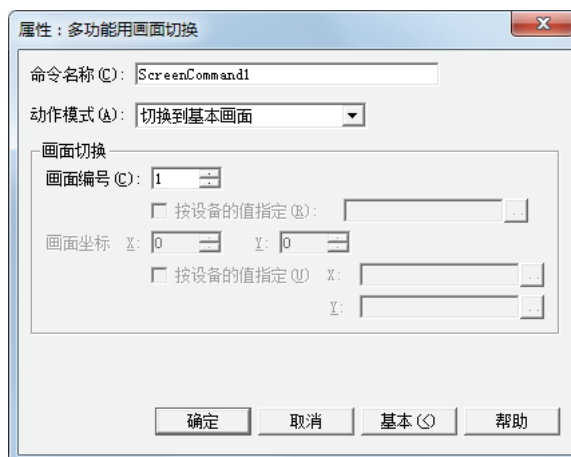 属性：多功能用画面切换
命令名称(C): ScreenCommand1
动作模式(A): 切换到基本画面
画面切换
画面编号(C): 1
按设备的值指定(R): ..
画面坐标 X: 0 Y: 0
按设备的值指定(U) X: ..
Y: ..
确定 取消 基本(<) 帮助